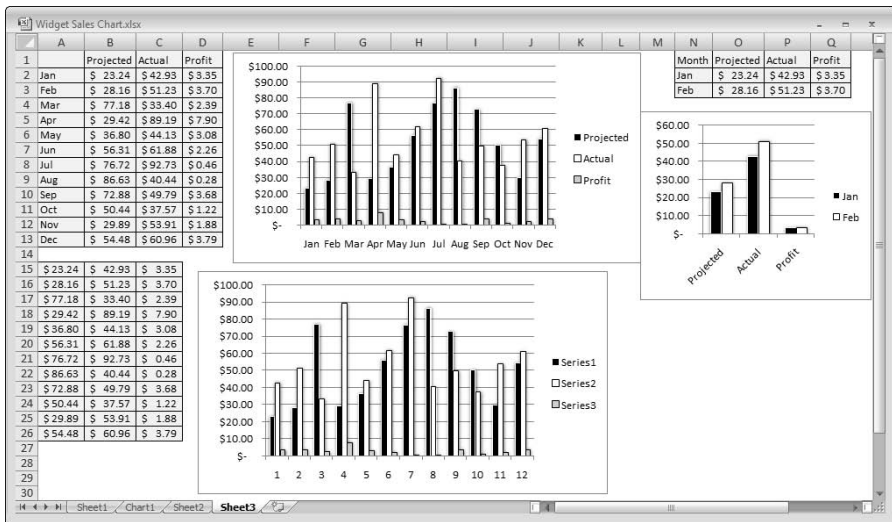 Widget Sales Chart.xlsx
A B C D E F G H I J K L M N O P Q
1 Projected Actual Profit
2 Jan $ 23.24 $ 42.93 $ 3.35
3 Feb $ 28.16 $ 51.23 $ 3.70
4 Mar $ 77.18 $ 33.40 $ 2.39
5 Apr $ 29.42 $ 89.19 $ 7.90
6 May $ 36.80 $ 44.13 $ 3.08
7 Jun $ 56.31 $ 61.88 $ 2.26
8 Jul $ 76.72 $ 92.73 $ 0.46
9 Aug $ 86.63 $ 40.44 $ 0.28
10 Sep $ 72.88 $ 49.79 $ 3.68
11 Oct $ 50.44 $ 37.57 $ 1.22
12 Nov $ 29.89 $ 53.91 $ 1.88
13 Dec $ 54.48 $ 60.96 $ 3.79
14
15 $ 23.24 $ 42.93 $ 3.35
16 $ 28.16 $ 51.23 $ 3.70
17 $ 77.18 $ 33.40 $ 2.39
18 $ 29.42 $ 89.19 $ 7.90
19 $ 36.80 $ 44.13 $ 3.08
20 $ 56.31 $ 61.88 $ 2.26
21 $ 76.72 $ 92.73 $ 0.46
22 $ 86.63 $ 40.44 $ 0.28
23 $ 72.88 $ 49.79 $ 3.68
24 $ 50.44 $ 37.57 $ 1.22
25 $ 29.89 $ 53.91 $ 1.88
26 $ 54.48 $ 60.96 $ 3.79
27
28
29
30
$100.00
$90.00
$80.00
$70.00
$60.00
$50.00
$40.00
$30.00
$20.00
$10.00
$-
Jan Feb Mar Apr May Jun Jul Aug Sep Oct Nov Dec
Projected
Actual
Profit
Month Projected Actual Profit
Jan $ 23.24 $ 42.93 $ 3.35
Feb $ 28.16 $ 51.23 $ 3.70
$60.00
$50.00
$40.00
$30.00
$20.00
$10.00
$-
Projected Actual Profit
Jan
Feb
$100.00
$90.00
$80.00
$70.00
$60.00
$50.00
$40.00
$30.00
$20.00
$10.00
$-
1 2 3 4 5 6 7 8 9 10 11 12
Series1
Series2
Series3
Sheet1 Chart1 Sheet2 Sheet3